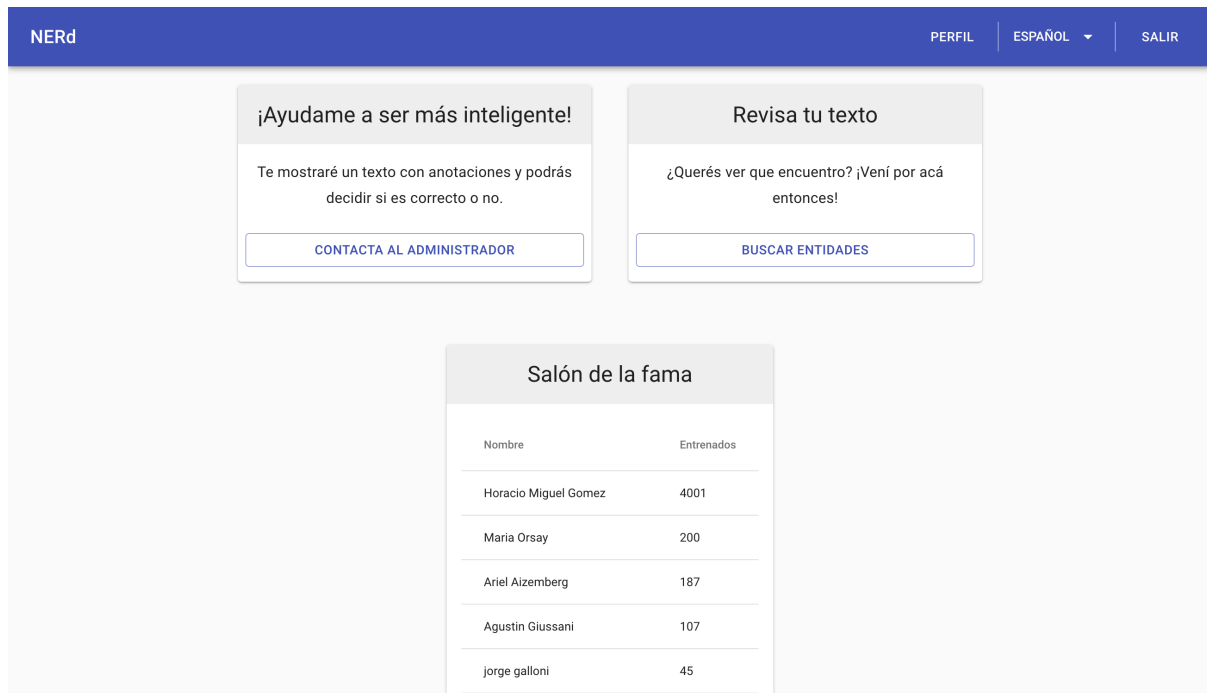 NERd
PERFIL
ESPAÑOL
SALIR
¡Ayudame a ser más inteligente!
Te mostraré un texto con anotaciones y podrás
decidir si es correcto o no.
CONTACTA AL ADMINISTRADOR
Revisa tu texto
¿Querés ver que encuentro? ¡Vení por acá
entonces!
BUSCAR ENTIDADES
Salón de la fama
Nombre Entrenados
Horacio Miguel Gomez 4001
Maria Orsay 200
Ariel Aizemberg 187
Agustin Giussani 107
jorge galloni 45